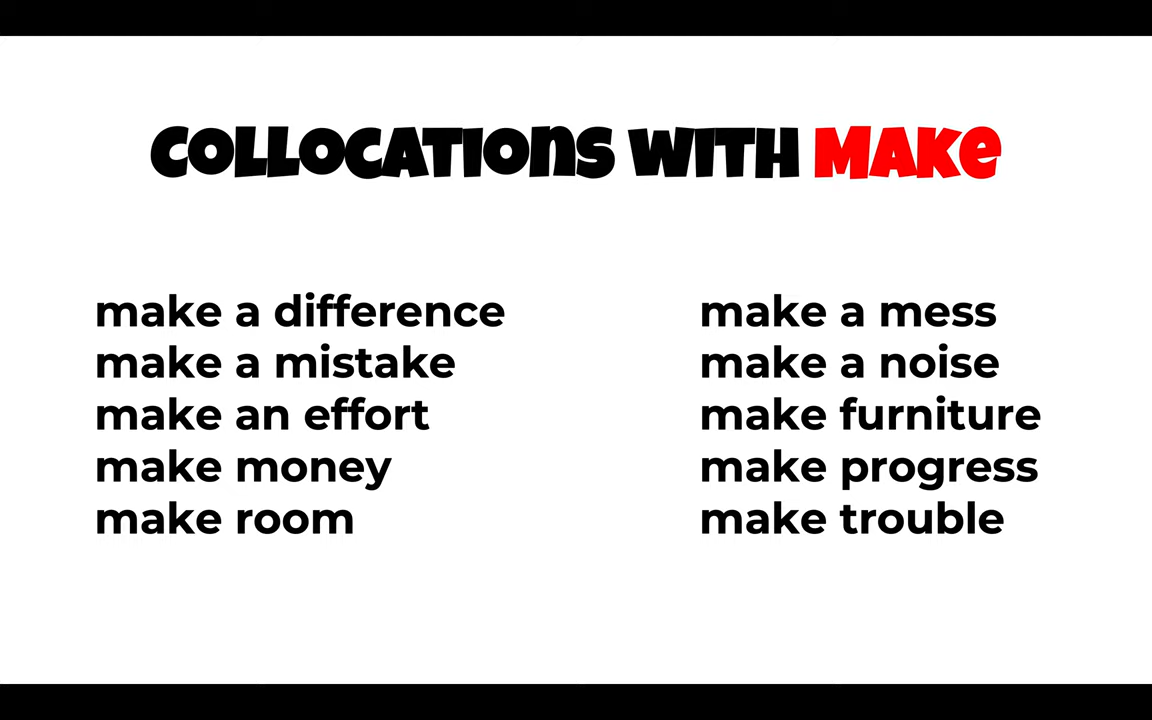 COLLOCATIONS WITH MAKE
make a difference
make a mistake
make an effort
make money
make room
make a mess
make a noise
make furniture
make progress
make trouble